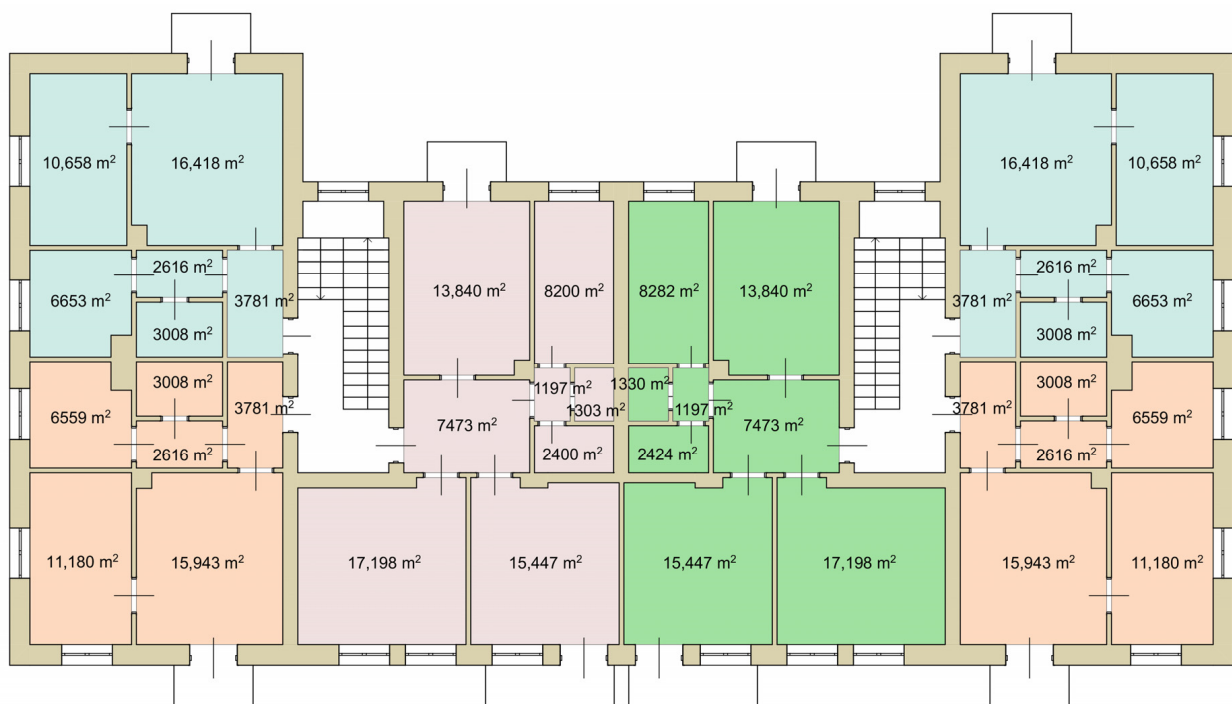 10,658 m²
16,418 m²
16,418 m²
10,658 m²
13,840 m²
8200 m²
8282 m²
13,840 m²
2616 m²
2616 m²
6653 m²
3781 m²
3781 m²
6653 m²
3008 m²
3008 m²
3008 m²
3008 m²
1197 m²
1330 m²
6559 m²
3781 m²
1303 m²
1197 m²
3781 m²
6559 m²
7473 m²
7473 m²
2616 m²
2400 m²
2424 m²
2616 m²
11,180 m²
15,943 m²
17,198 m²
15,447 m²
15,447 m²
17,198 m²
15,943 m²
11,180 m²